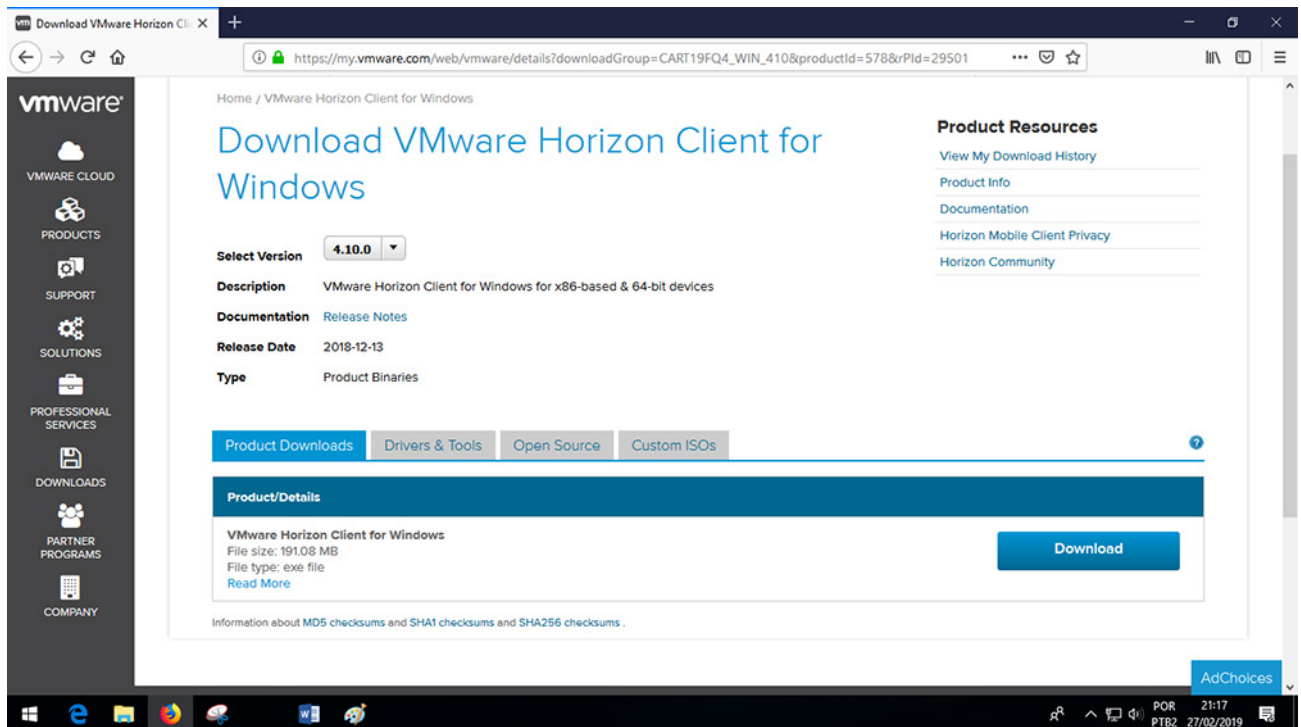 vm Download VMware Horizon Cli
https://my.vmware.com/web/vmware/details?downloadGroup=CART19FQ4_WIN_410&productId=578&rPId=29501
vmware
VMWARE CLOUD
PRODUCTS
SUPPORT
SOLUTIONS
PROFESSIONAL
SERVICES
DOWNLOADS
PARTNER
PROGRAMS
COMPANY
Home / VMware Horizon Client for Windows
Download VMware Horizon Client for
Windows
Select Version 4.10.0
Description VMware Horizon Client for Windows for x86-based & 64-bit devices
Documentation Release Notes
Release Date 2018-12-13
Type Product Binaries
Product Resources
View My Download History
Product Info
Documentation
Horizon Mobile Client Privacy
Horizon Community
Product Downloads Drivers & Tools Open Source Custom ISOs
Product/Details
VMware Horizon Client for Windows
File size: 191.08 MB
File type: exe file
Read More
Download
Information about MD5 checksums and SHA1 checksums and SHA256 checksums .
AdChoices
POR 21:17
PTB2 27/02/2019